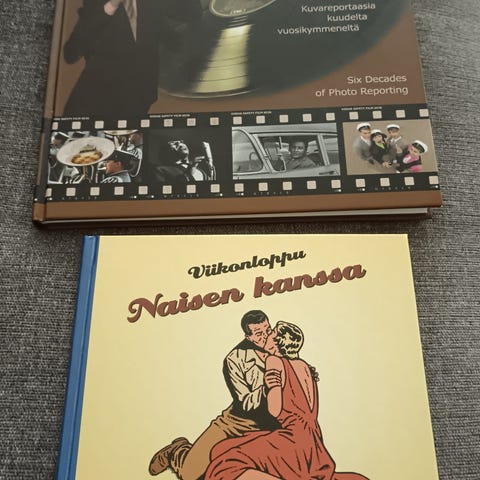 Kuvareportaasia
kuudelta
vuosikymmeneltä
Six Decades
of Photo Reporting
Viikonloppu
Naisen kanssa